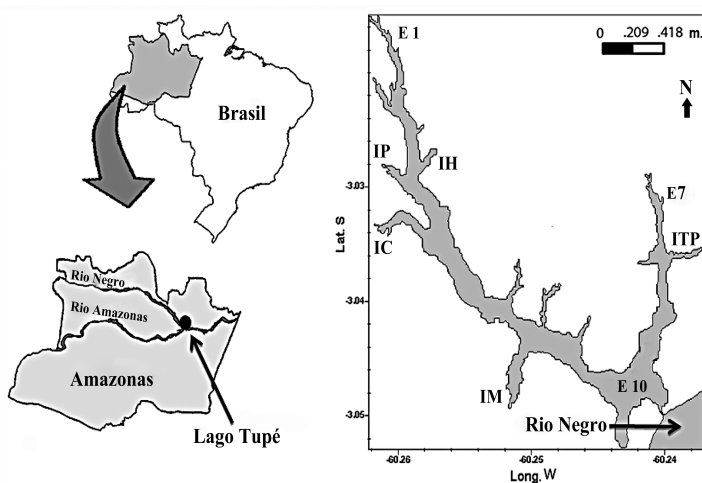 Brasil
Rio Negro
Rio Amazonas
Amazonas
Lago Tupé
E 1
0 .209 .418 m.
N
IP
IH
-3.03
E7
Lat. S
IC
ITP
-3.04
IM
E 10
-3.05
Rio Negro
-60.26 -60.25 -60.24
Long. W